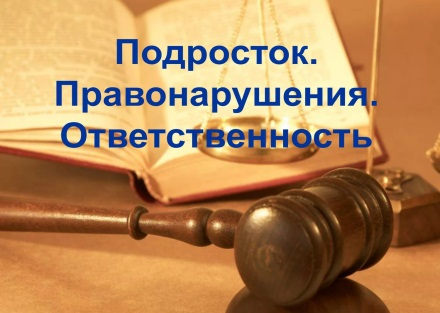 Подросток.
Правонарушения.
Ответственность